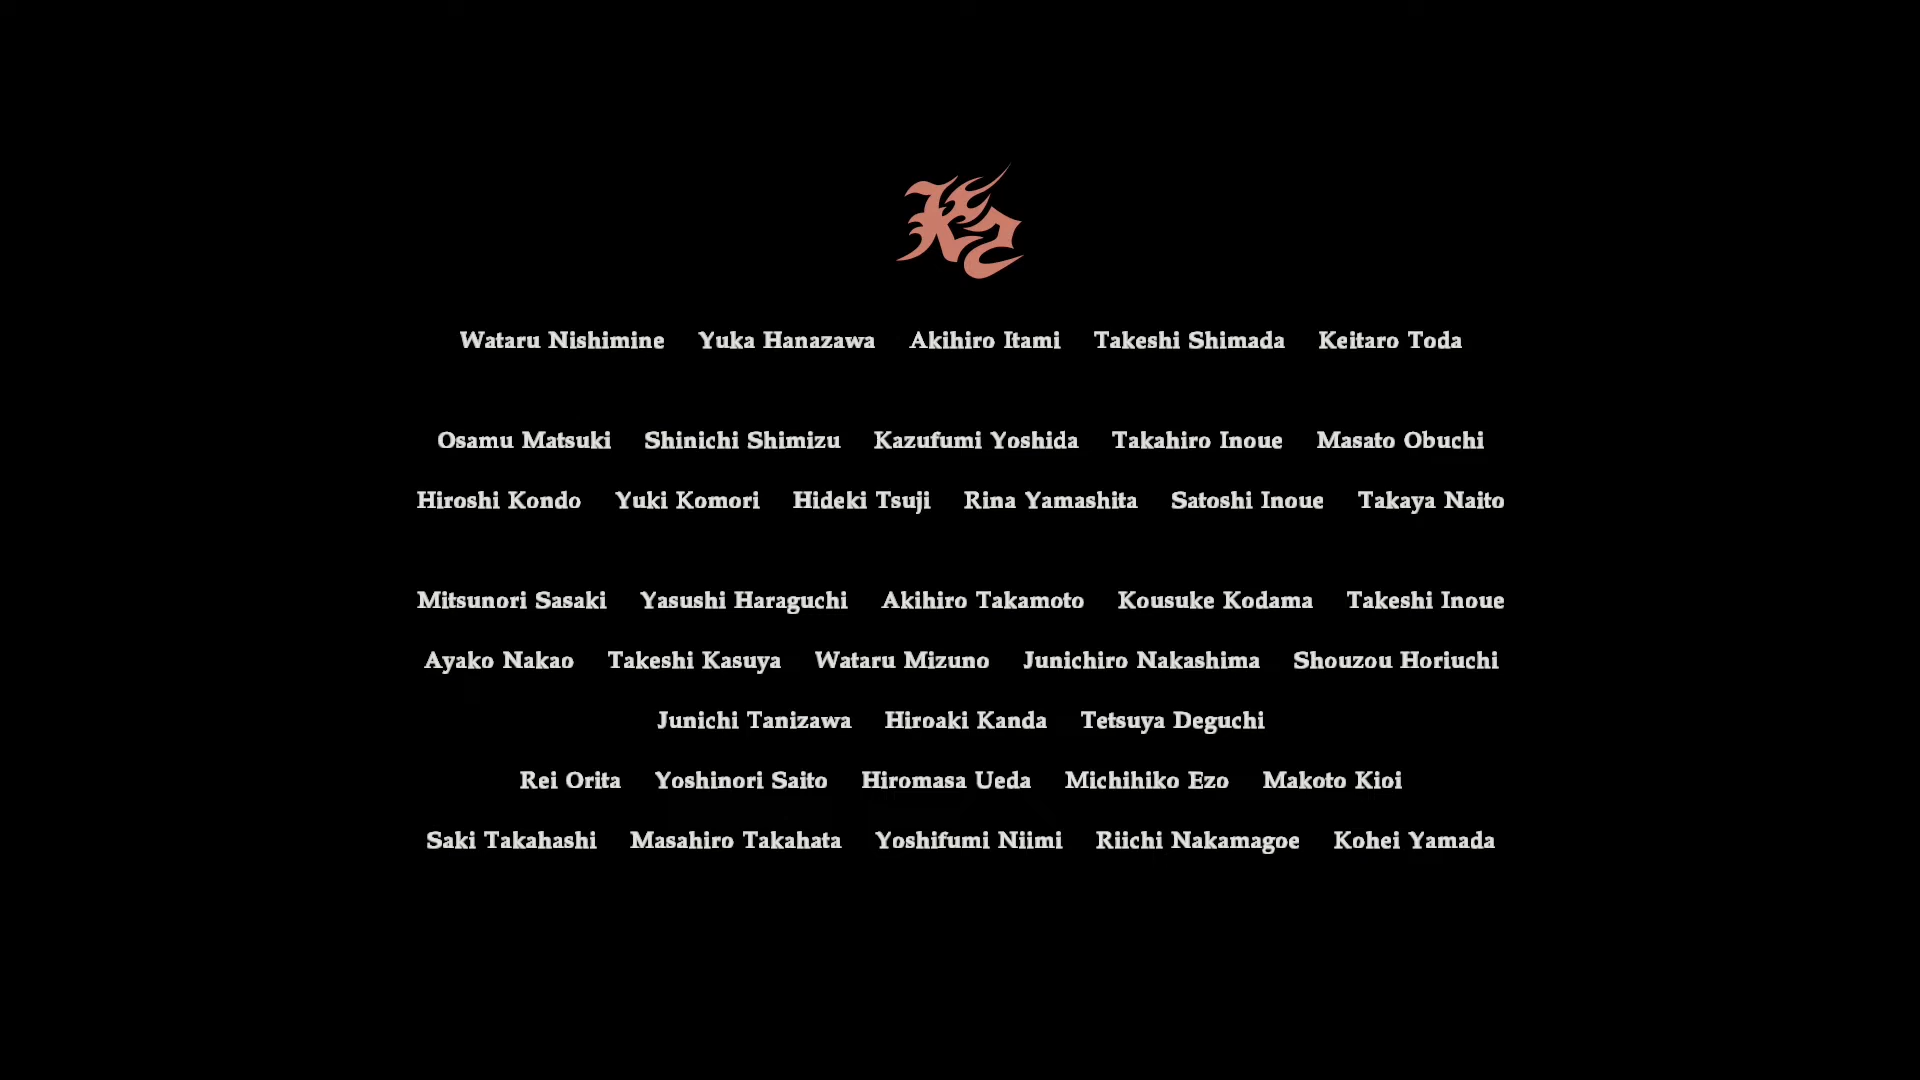 K2
Wataru Nishimine Yuka Hanazawa Akihiro Itami Takeshi Shimada Keitaro Toda
Osamu Matsuki Shinichi Shimizu Kazufumi Yoshida Takahiro Inoue Masato Obuchi
Hiroshi Kondo Yuki Komori Hideki Tsuji Rina Yamashita Satoshi Inoue Takaya Naito
Mitsunori Sasaki Yasushi Haraguchi Akihiro Takamoto Kousuke Kodama Takeshi Inoue
Ayako Nakao Takeshi Kasuya Wataru Mizuno Junichiro Nakashima Shouzou Horiuchi
Junichi Tanizawa Hiroaki Kanda Tetsuya Deguchi
Rei Orita Yoshinori Saito Hiromasa Ueda Michihiko Ezo Makoto Kioi
Saki Takahashi Masahiro Takahata Yoshifumi Niimi Riichi Nakamagoe Kohei Yamada